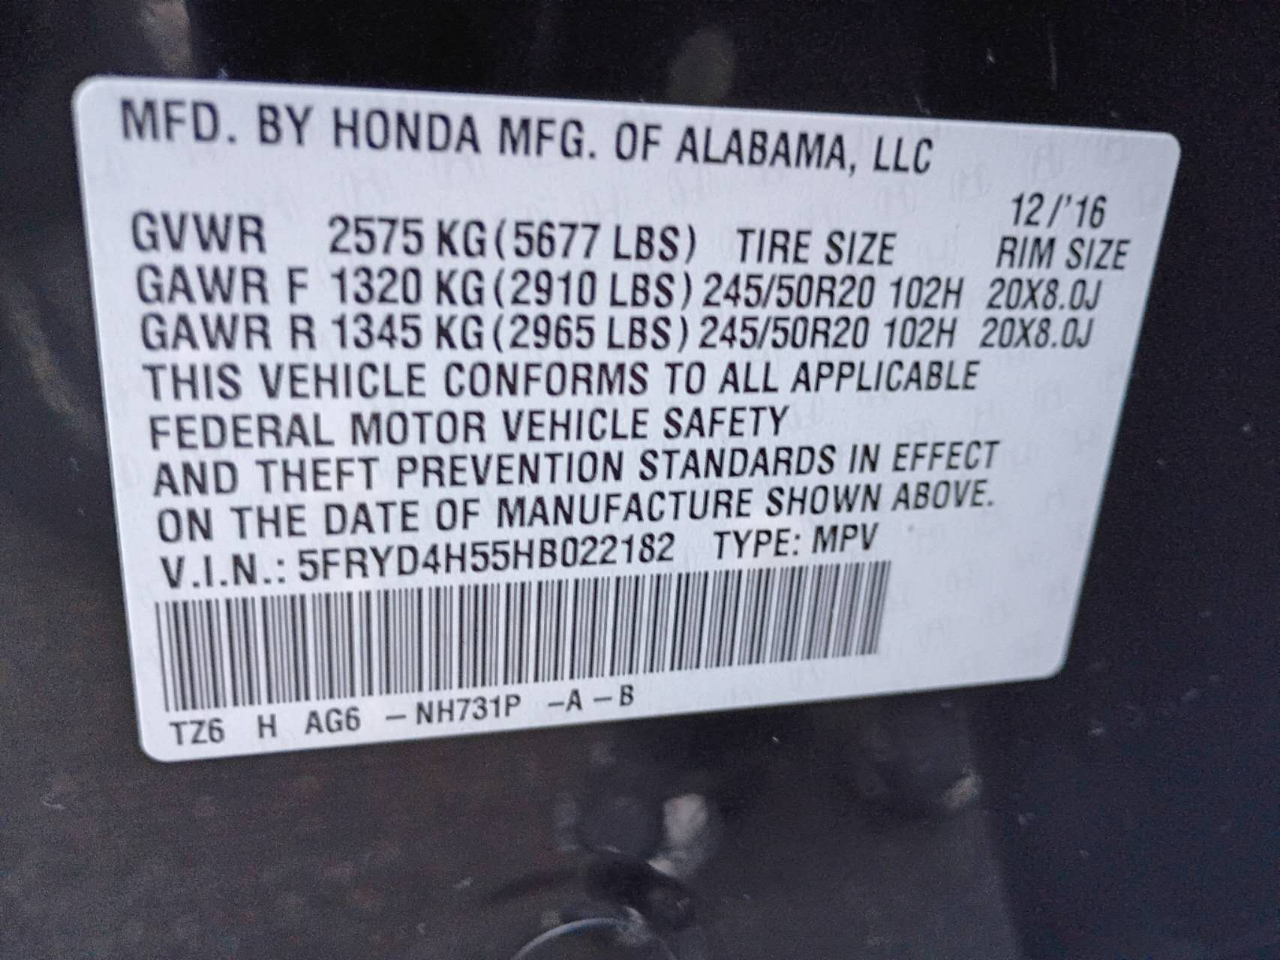 MFD. BY HONDA MFG. OF ALABAMA, LLC
12/'16
GVWR 2575 KG (5677 LBS) TIRE SIZE RIM SIZE
GAWR F 1320 KG (2910 LBS) 245/50R20 102H 20X8.0J
GAWR R 1345 KG (2965 LBS) 245/50R20 102H 20X8.0J
THIS VEHICLE CONFORMS TO ALL APPLICABLE
FEDERAL MOTOR VEHICLE SAFETY
AND THEFT PREVENTION STANDARDS IN EFFECT
ON THE DATE OF MANUFACTURE SHOWN ABOVE.
V.I.N.: 5FRYD4H55HB022182 TYPE: MPV
TZ6 H AG6 – NH731P –A – B